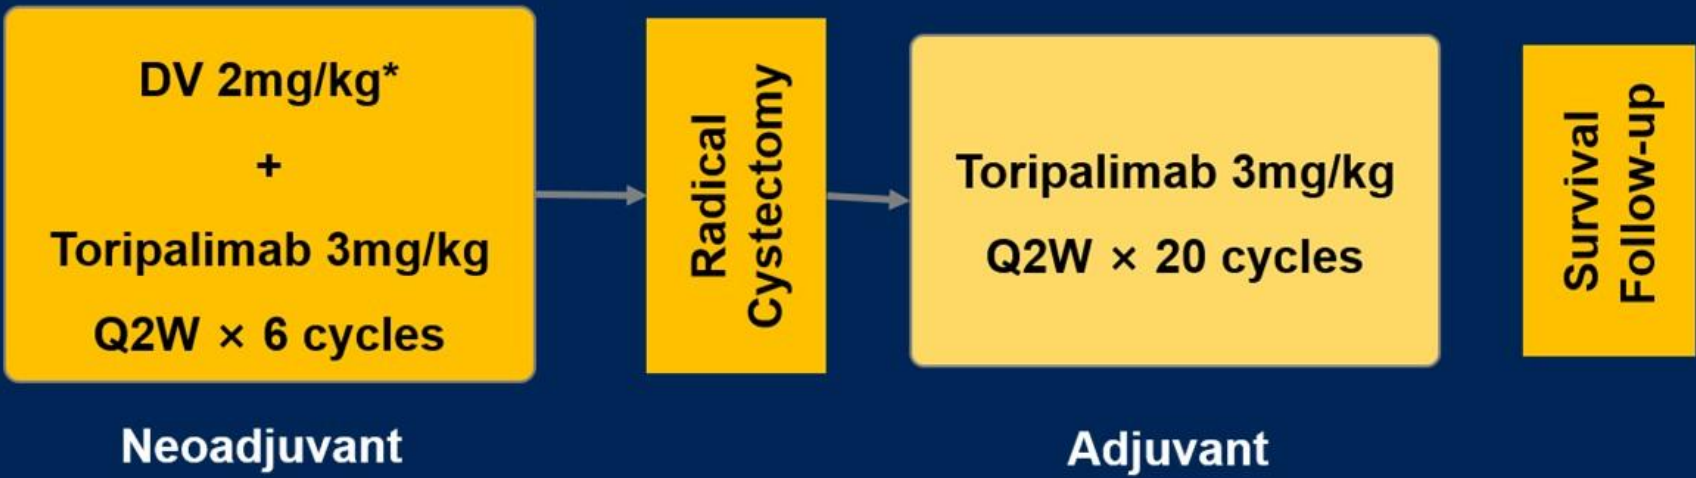 DV 2mg/kg*
+
Toripalimab 3mg/kg
Q2W × 6 cycles
Neoadjuvant
Radical
Cystectomy
Toripalimab 3mg/kg
Q2W × 20 cycles
Adjuvant
Survival
Follow-up